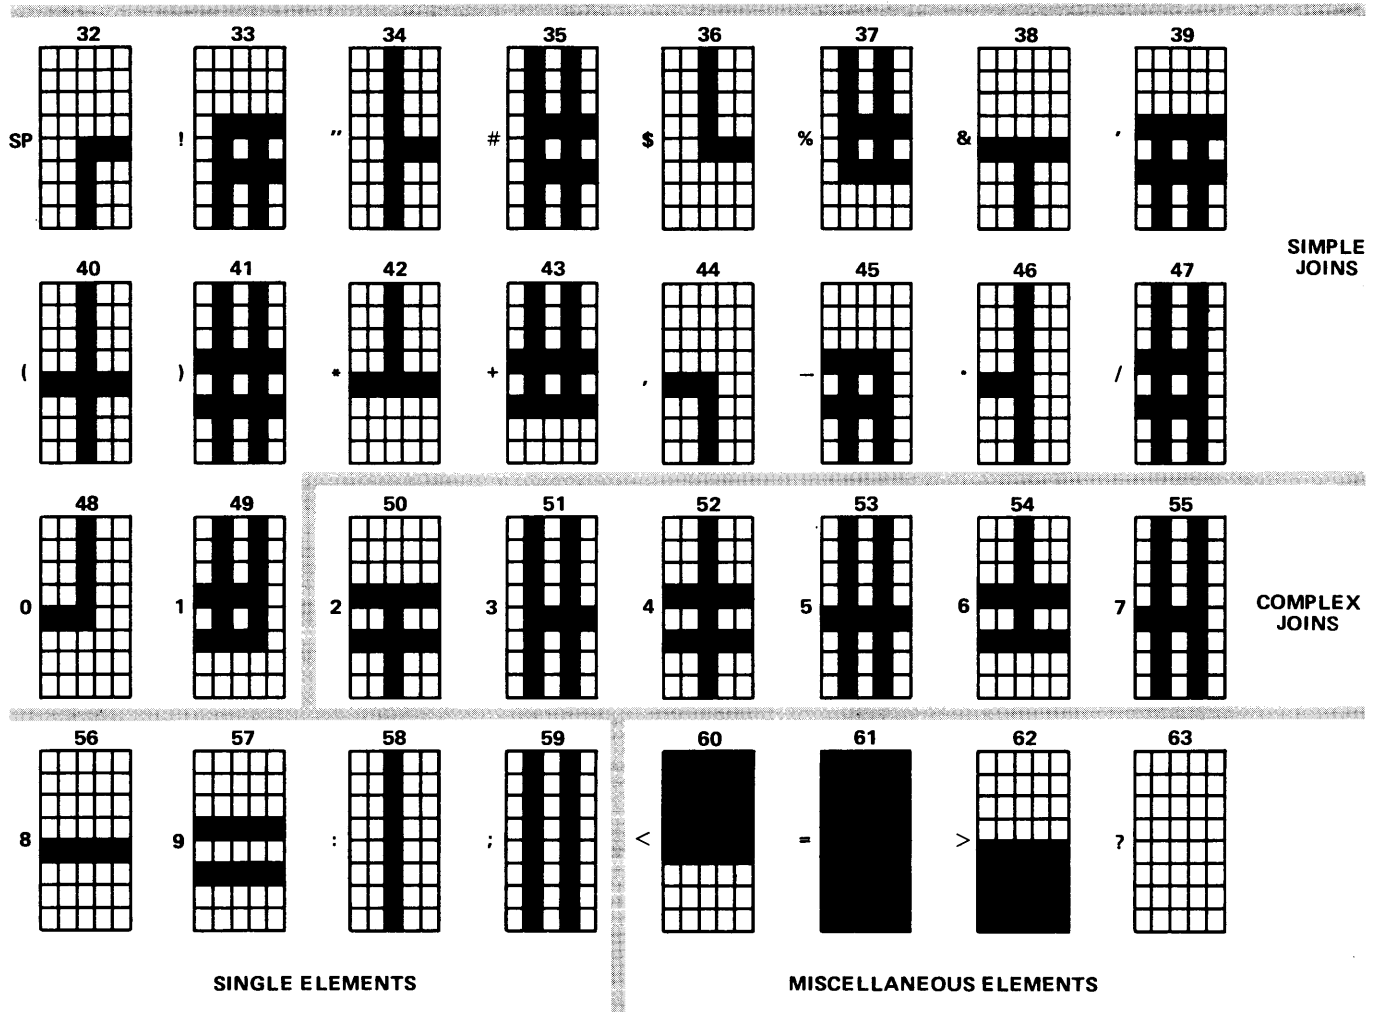 32 33 34 35 36 37 38 39
SP ! " # $ % & '
SIMPLE
JOINS
40 41 42 43 44 45 46 47
( ) * + , – . /
48 49 50 51 52 53 54 55
0 1 2 3 4 5 6 7
COMPLEX
JOINS
56 57 58 59 60 61 62 63
8 9 : ; < = > ?
SINGLE ELEMENTS MISCELLANEOUS ELEMENTS